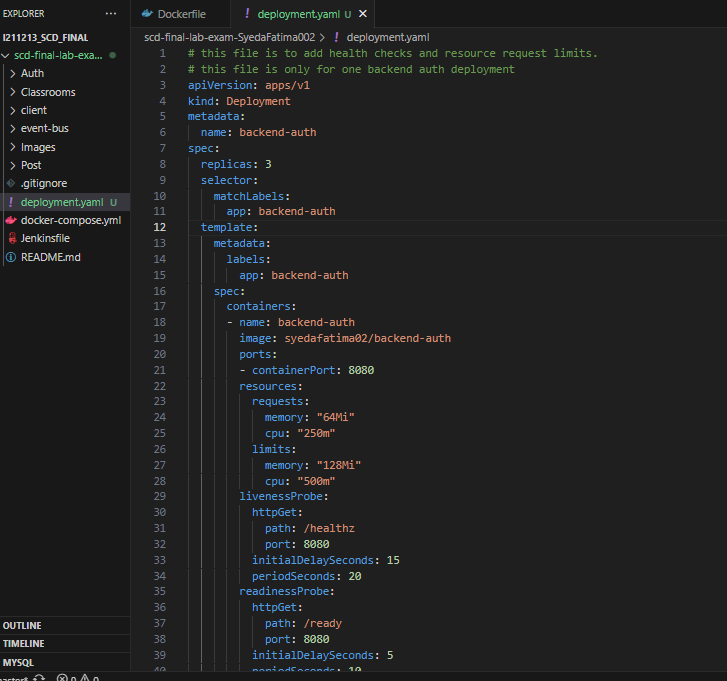 EXPLORER ...
I211213_SCD_FINAL
scd-final-lab-exa...
Auth
Classrooms
client
event-bus
Images
Post
.gitignore
deployment.yaml U
docker-compose.yml
Jenkinsfile
README.md
OUTLINE
TIMELINE
MYSQL
Dockerfile
! deployment.yaml U ×
scd-final-lab-exam-SyedaFatima002 > ! deployment.yaml
1 # this file is to add health checks and resource request limits.
2 # this file is only for one backend auth deployment
3 apiVersion: apps/v1
4 kind: Deployment
5 metadata:
6 name: backend-auth
7 spec:
8 replicas: 3
9 selector:
10 matchLabels:
11 app: backend-auth
12 template:
13 metadata:
14 labels:
15 app: backend-auth
16 spec:
17 containers:
18 - name: backend-auth
19 image: syedafatima02/backend-auth
20 ports:
21 - containerPort: 8080
22 resources:
23 requests:
24 memory: "64Mi"
25 cpu: "250m"
26 limits:
27 memory: "128Mi"
28 cpu: "500m"
29 livenessProbe:
30 httpGet:
31 path: /healthz
32 port: 8080
33 initialDelaySeconds: 15
34 periodSeconds: 20
35 readinessProbe:
36 httpGet:
37 path: /ready
38 port: 8080
39 initialDelaySeconds: 5
40 periodSeconds: 10